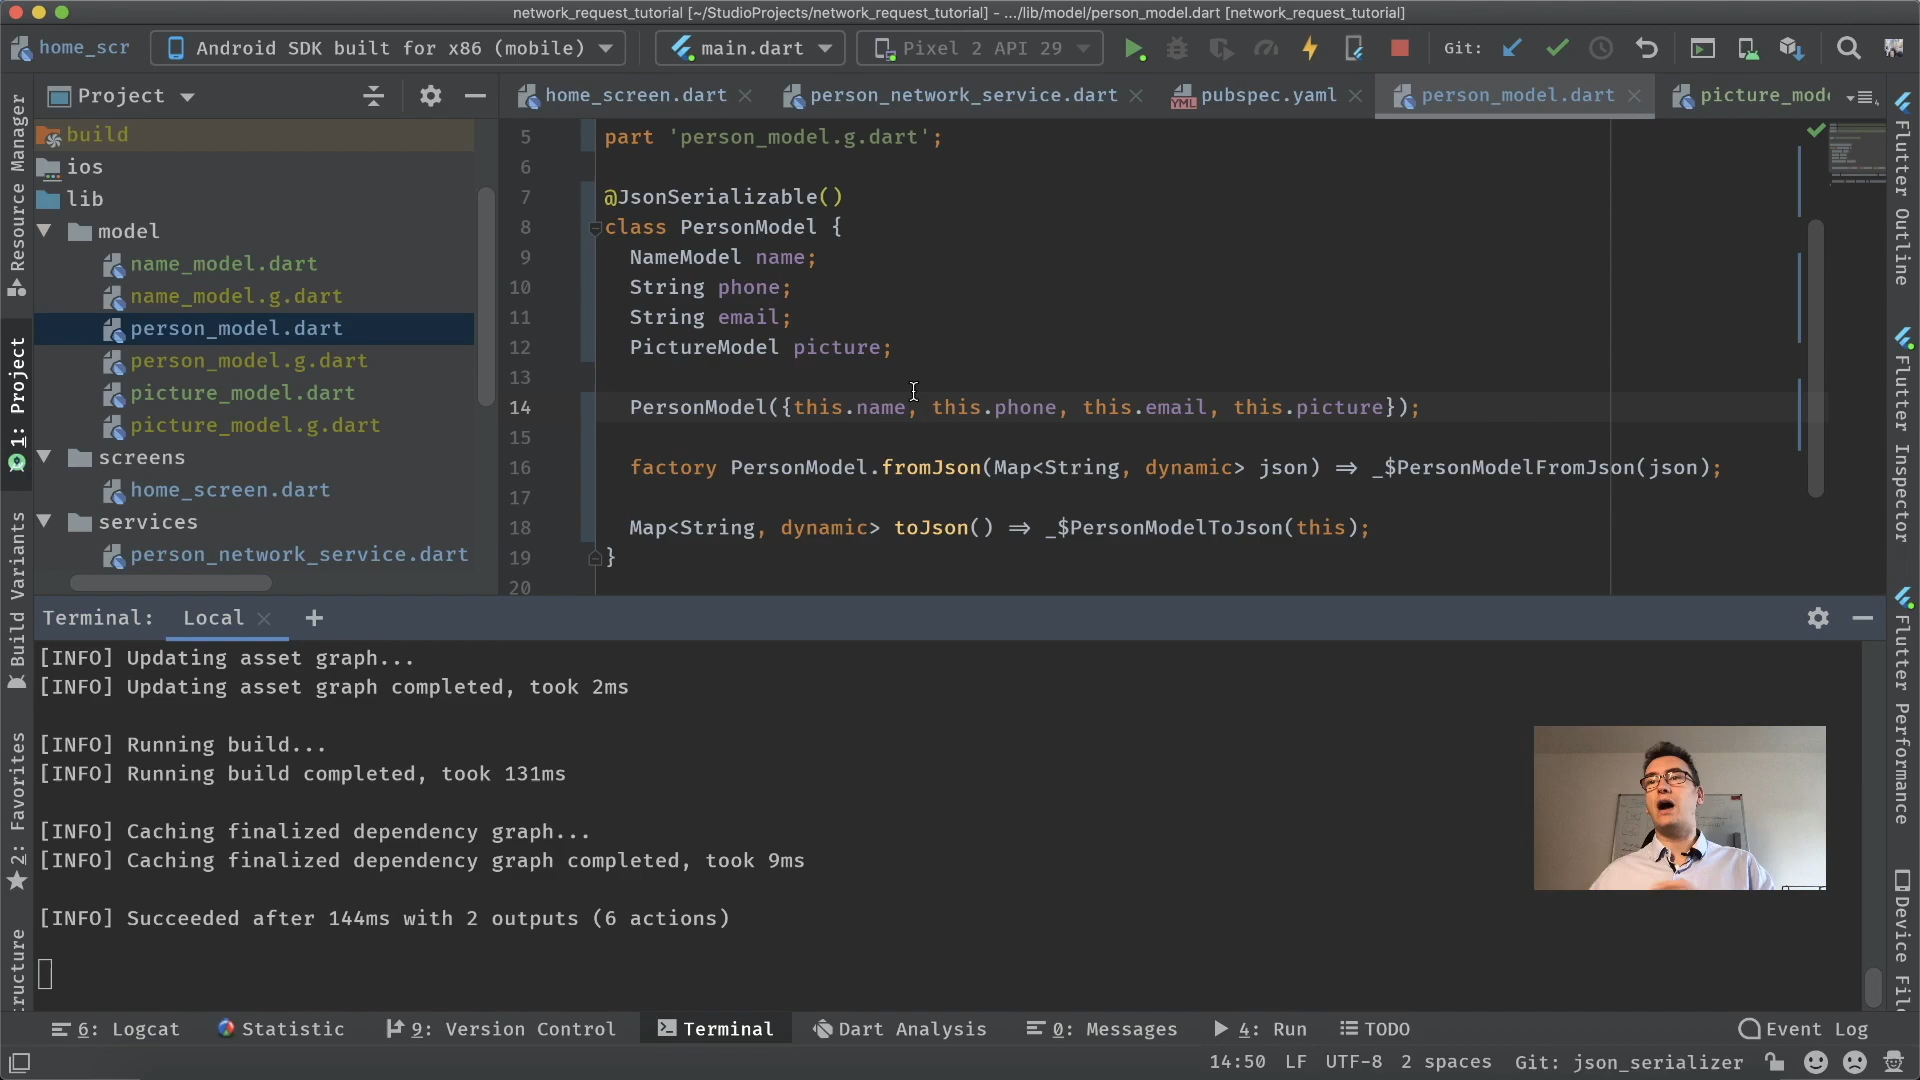 network_request_tutorial [~/StudioProjects/network_request_tutorial] - .../lib/model/person_model.dart [network_request_tutorial]
home_scr
Android SDK built for x86 (mobile)
main.dart
Pixel 2 API 29
Git:
Project
home_screen.dart
person_network_service.dart
pubspec.yaml
person_model.dart
picture_mode
build
ios
lib
model
name_model.dart
name_model.g.dart
person_model.dart
person_model.g.dart
picture_model.dart
picture_model.g.dart
screens
home_screen.dart
services
person_network_service.dart
5 part 'person_model.g.dart';
6
7 @JsonSerializable()
8 class PersonModel {
9 NameModel name;
10 String phone;
11 String email;
12 PictureModel picture;
13
14 PersonModel({this.name, this.phone, this.email, this.picture});
15
16 factory PersonModel.fromJson(Map<String, dynamic> json) => _$PersonModelFromJson(json);
17
18 Map<String, dynamic> toJson() => _$PersonModelToJson(this);
19 }
20
Resource Manager
1: Project
Build Variants
2: Favorites
ructure
Flutter Outline
Flutter Inspector
Flutter Performance
Device Fil
Terminal: Local
[INFO] Updating asset graph...
[INFO] Updating asset graph completed, took 2ms
[INFO] Running build...
[INFO] Running build completed, took 131ms
[INFO] Caching finalized dependency graph...
[INFO] Caching finalized dependency graph completed, took 9ms
[INFO] Succeeded after 144ms with 2 outputs (6 actions)
6: Logcat
Statistic
9: Version Control
Terminal
Dart Analysis
0: Messages
4: Run
TODO
Event Log
14:50 LF UTF-8 2 spaces Git: json_serializer